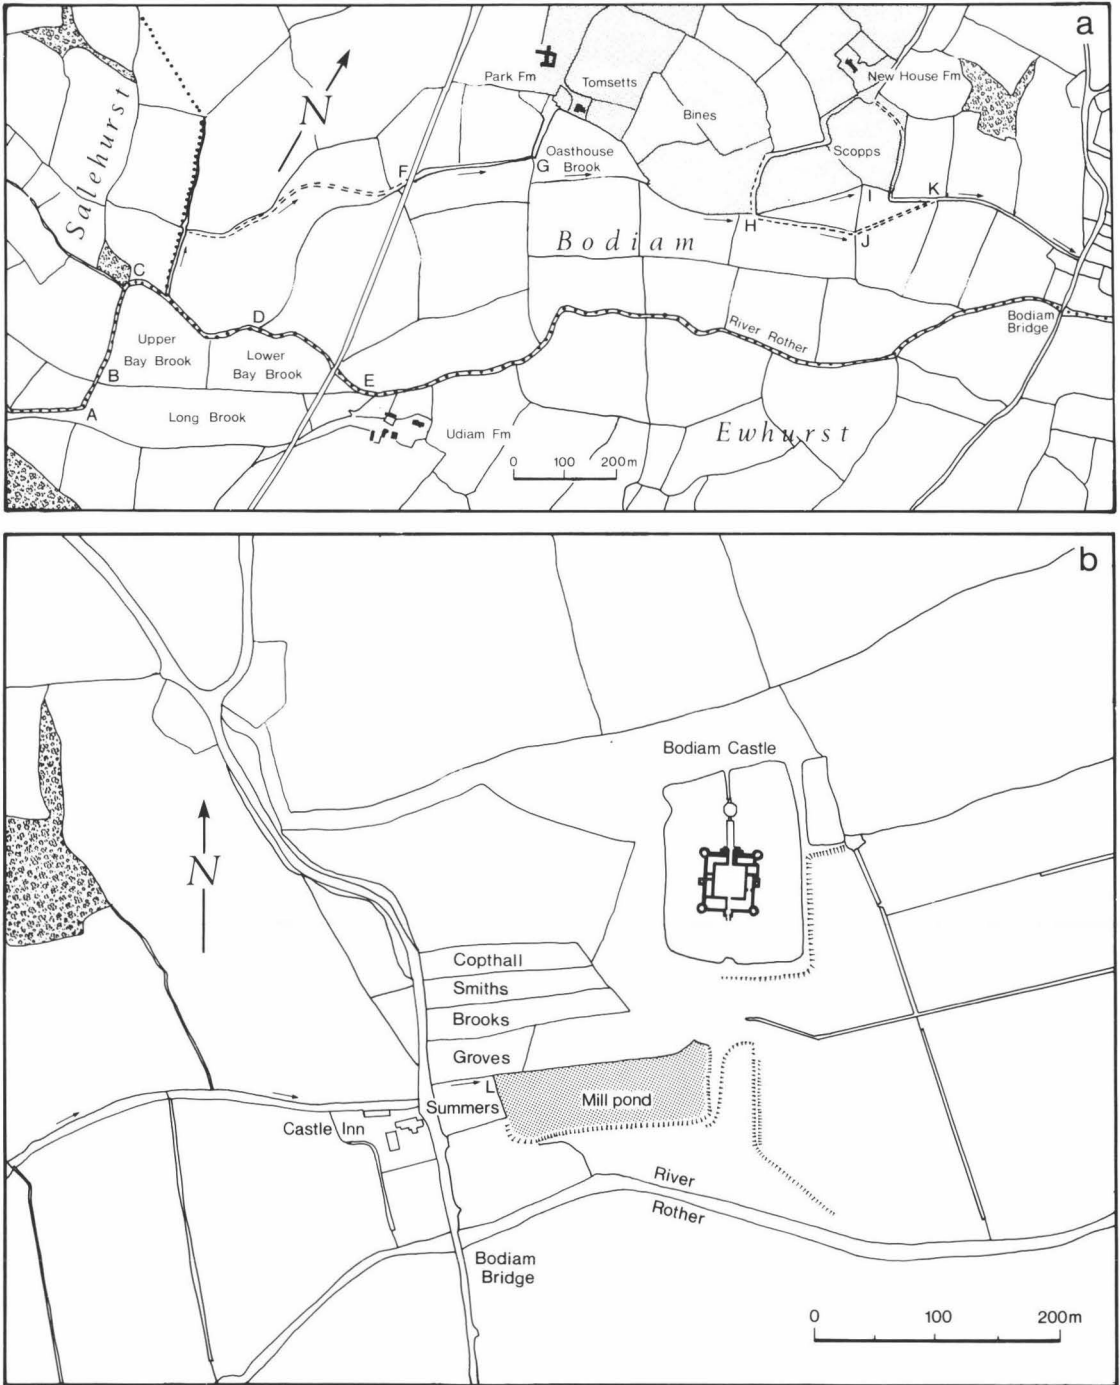 a
Park Fm
Tomsetts
New House Fm
N
Bines
Salehurst
Oasthouse
Brook
Scopps
F
G
C
H
I
J
K
Bodiam
D
Upper
Bay Brook
Lower
Bay Brook
River Rother
Bodiam
Bridge
B
E
A
Long Brook
Udiam Fm
Ewhurst
0 100 200m
b
Bodiam Castle
N
Copthall
Smiths
Brooks
Groves
L
Summers
Mill pond
Castle Inn
River
Rother
Bodiam
Bridge
0 100 200m